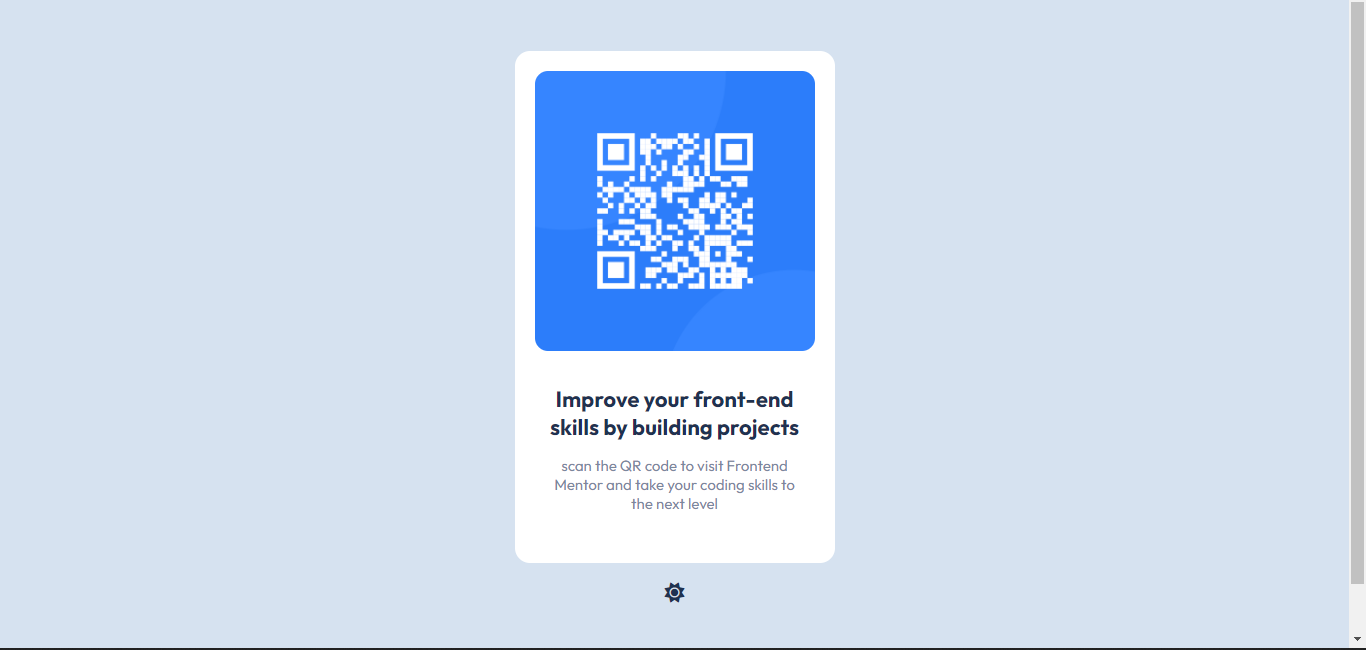 Improve your front-end
skills by building projects
scan the QR code to visit Frontend
Mentor and take your coding skills to
the next level